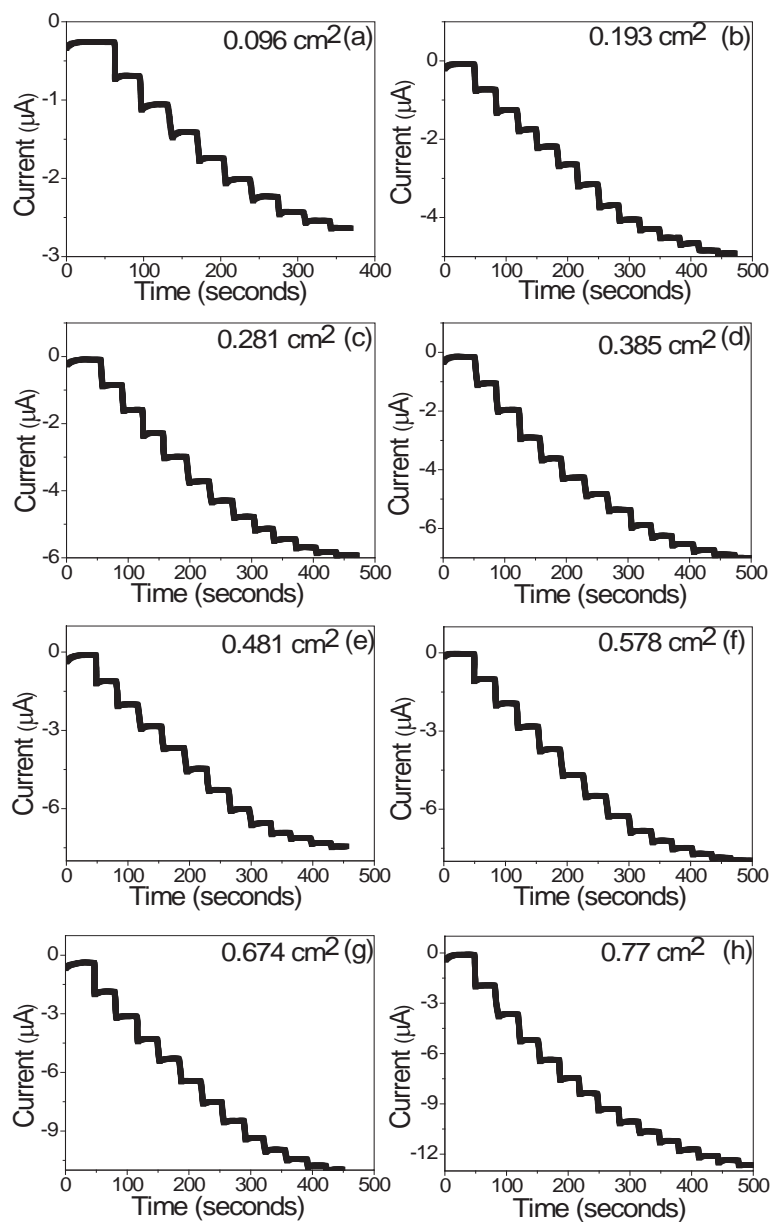 0.096 cm2 (a)
0
-1
-2
-3
Current (μA)
0 100 200 300 400
Time (seconds)
0.193 cm2 (b)
0
-2
-4
Current (μA)
0 100 200 300 400 500
Time (seconds)
0.281 cm2 (c)
0
-2
-4
-6
Current (μA)
0 100 200 300 400 500
Time (seconds)
0.385 cm2 (d)
0
-2
-4
-6
Current (μA)
0 100 200 300 400 500
Time (seconds)
0.481 cm2 (e)
0
-3
-6
Current (μA)
0 100 200 300 400 500
Time (seconds)
0.578 cm2 (f)
0
-3
-6
Current (μA)
0 100 200 300 400 500
Time (seconds)
0.674 cm2 (g)
0
-3
-6
-9
Current (μA)
0 100 200 300 400 500
Time (seconds)
0.77 cm2 (h)
0
-3
-6
-9
-12
Current (μA)
0 100 200 300 400 500
Time (seconds)